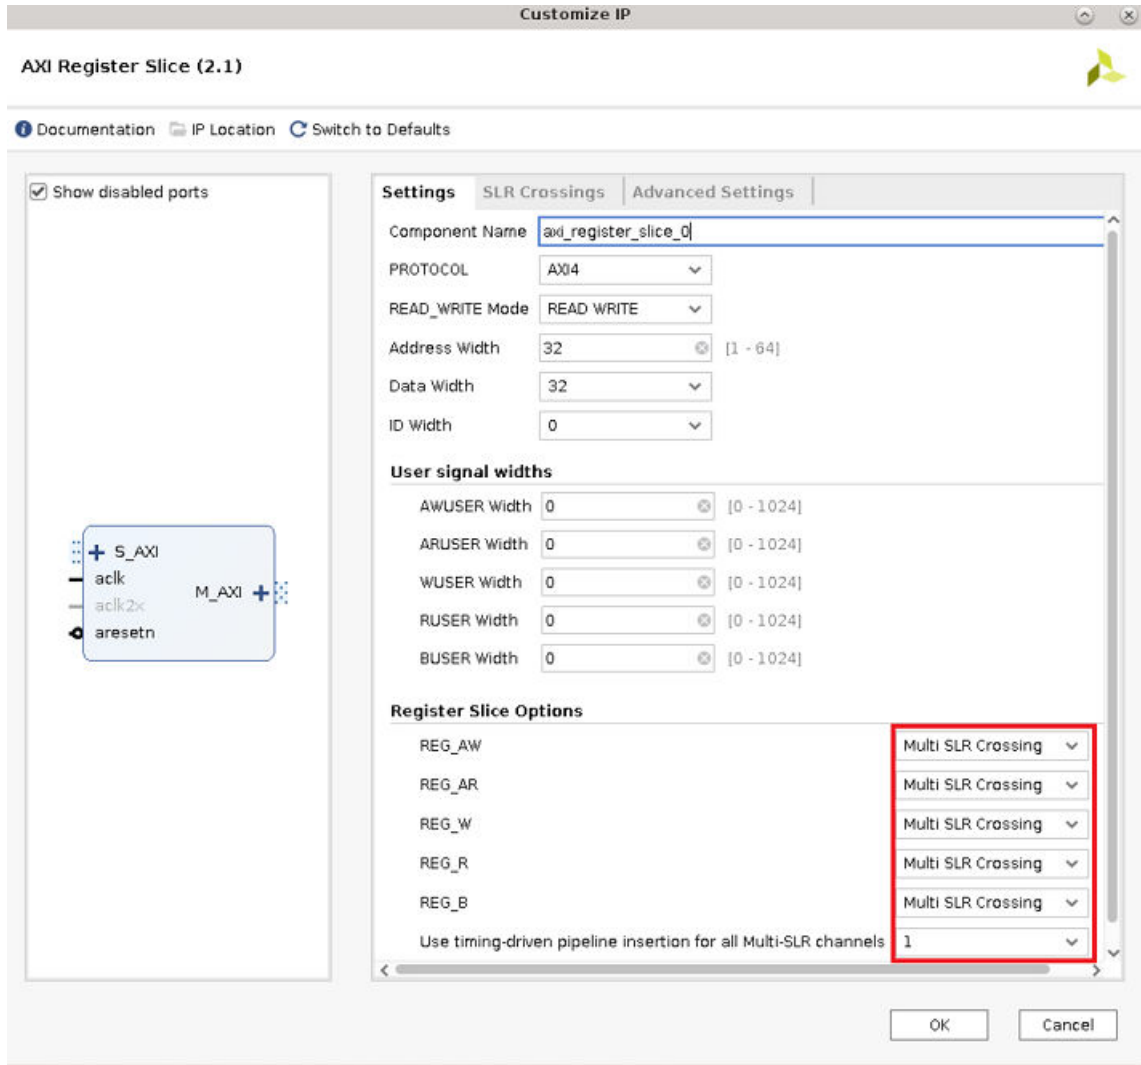 Customize IP
AXI Register Slice (2.1)
Documentation IP Location Switch to Defaults
Show disabled ports
S_AXI
aclk
aclk2x
aresetn
M_AXI
Settings SLR Crossings Advanced Settings
Component Name axi_register_slice_0
PROTOCOL AXI4
READ_WRITE Mode READ WRITE
Address Width 32 [1 - 64]
Data Width 32
ID Width 0
User signal widths
AWUSER Width 0 [0 - 1024]
ARUSER Width 0 [0 - 1024]
WUSER Width 0 [0 - 1024]
RUSER Width 0 [0 - 1024]
BUSER Width 0 [0 - 1024]
Register Slice Options
REG_AW Multi SLR Crossing
REG_AR Multi SLR Crossing
REG_W Multi SLR Crossing
REG_R Multi SLR Crossing
REG_B Multi SLR Crossing
Use timing-driven pipeline insertion for all Multi-SLR channels 1
OK Cancel